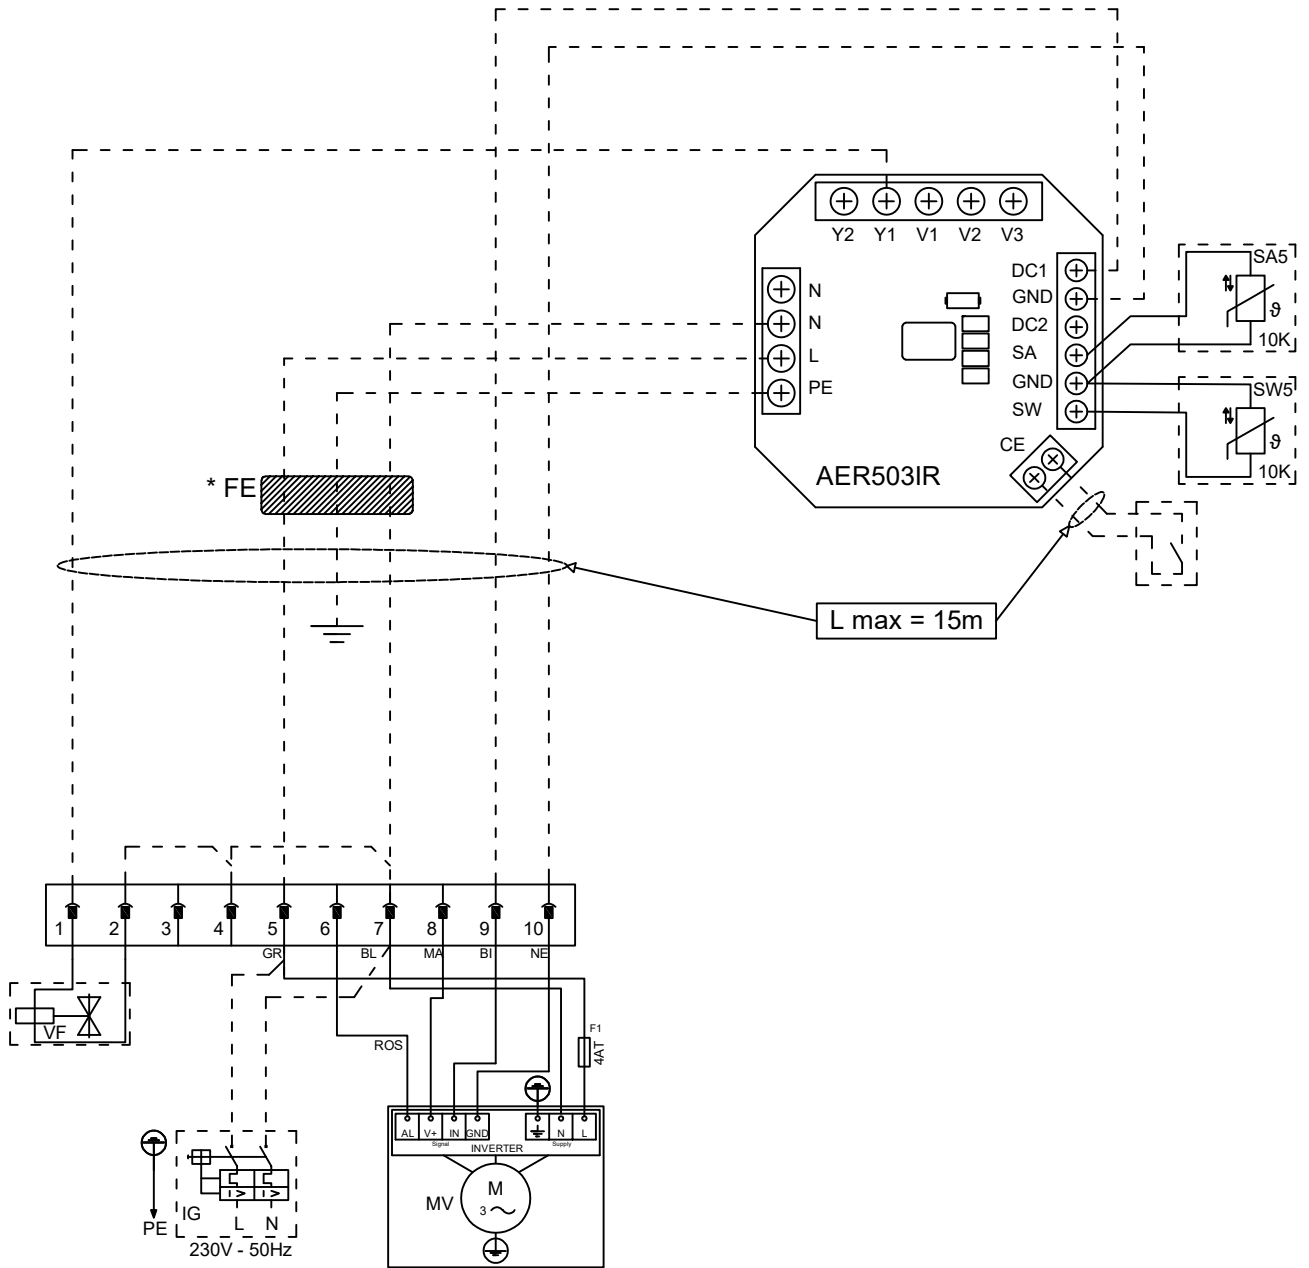 Y2 Y1 V1 V2 V3
N
N
L
PE
DC1
GND
DC2
SA
GND
SW
CE
AER503IR
SA5
ϑ
10K
SW5
ϑ
10K
* FE
L max = 15m
1 2 3 4 5 6 7 8 9 10
GR BL MA BI NE
VF
ROS
F1
4AT
AL V+ IN GND N L
Signal Supply
INVERTER
MV
M
3
PE
IG
I > I >
L N
230V - 50Hz